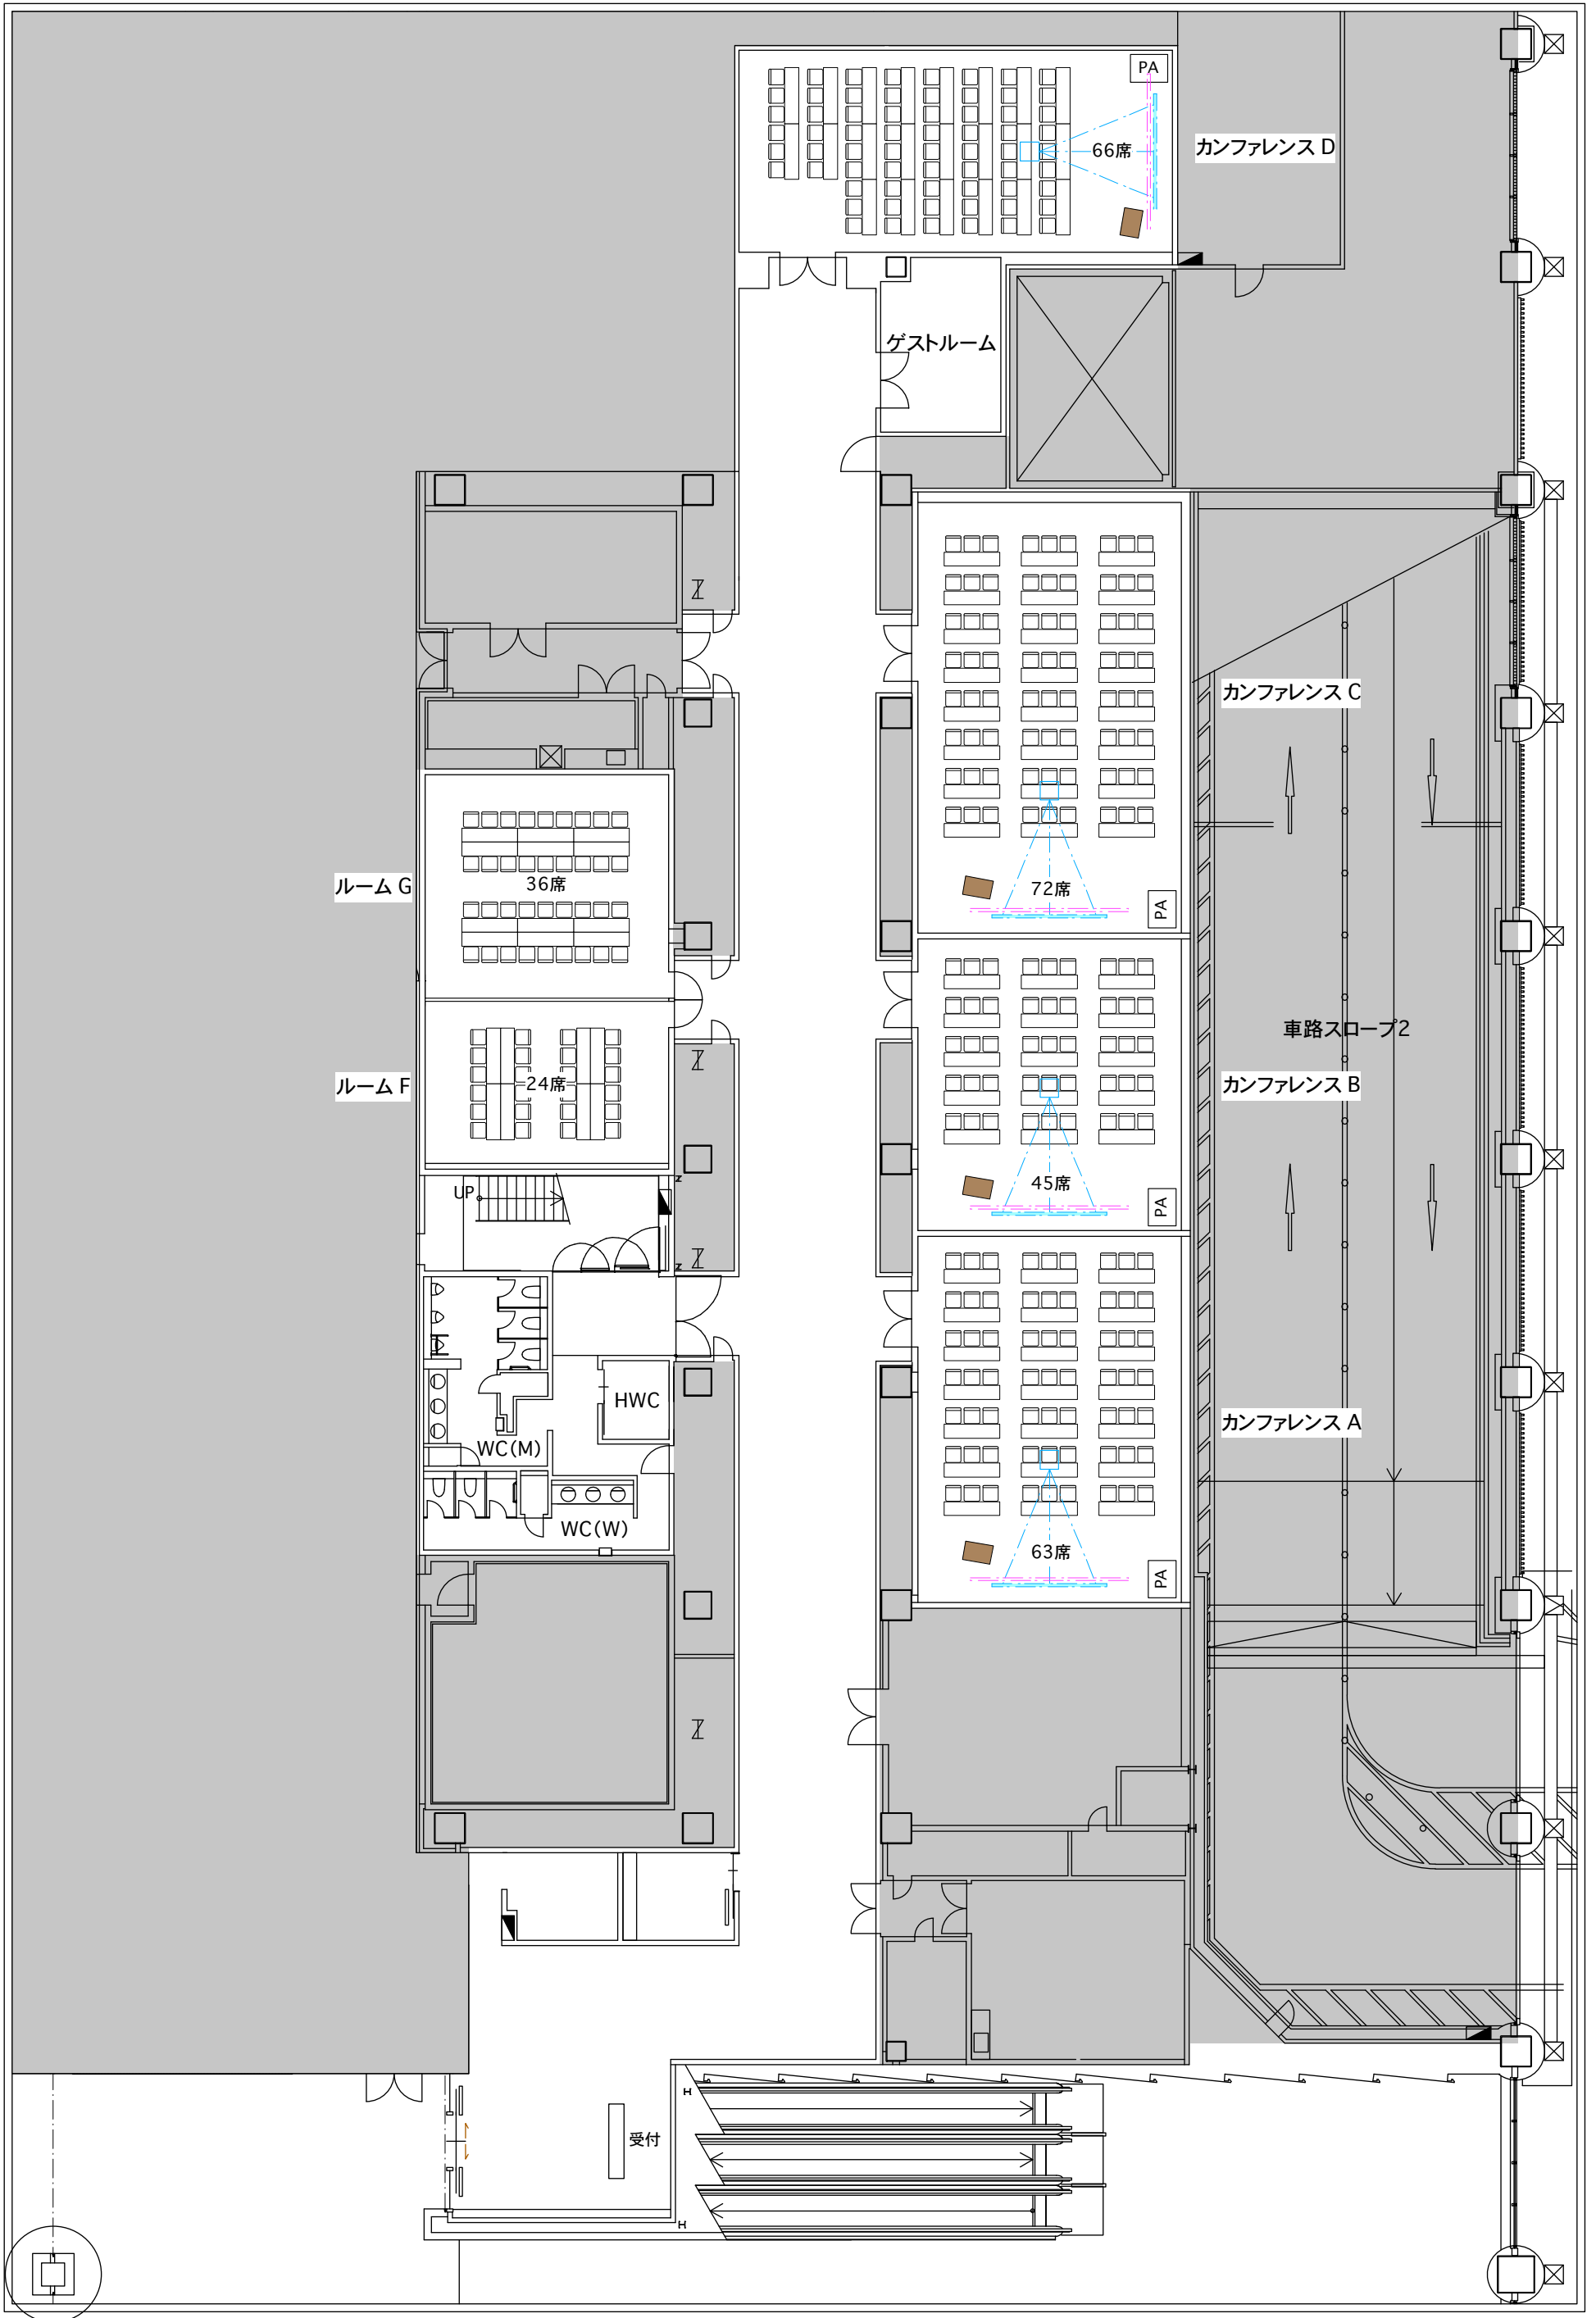 PA
66席
カンファレンス D
ゲストルーム
カンファレンス C
ルーム G
36席
72席
PA
車路スロープ2
ルーム F
24席
カンファレンス B
UP
45席
PA
HWC
カンファレンス A
WC(M)
WC(W)
63席
PA
受付